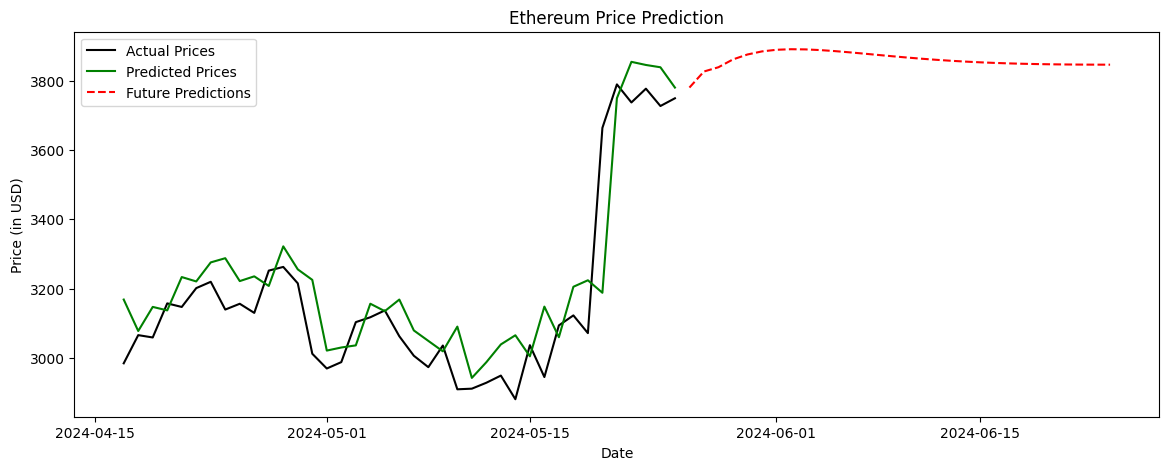 Ethereum Price Prediction
Actual Prices
Predicted Prices
Future Predictions
3800
3600
3400
3200
3000
Price (in USD)
2024-04-15
2024-05-01
2024-05-15
2024-06-01
2024-06-15
Date